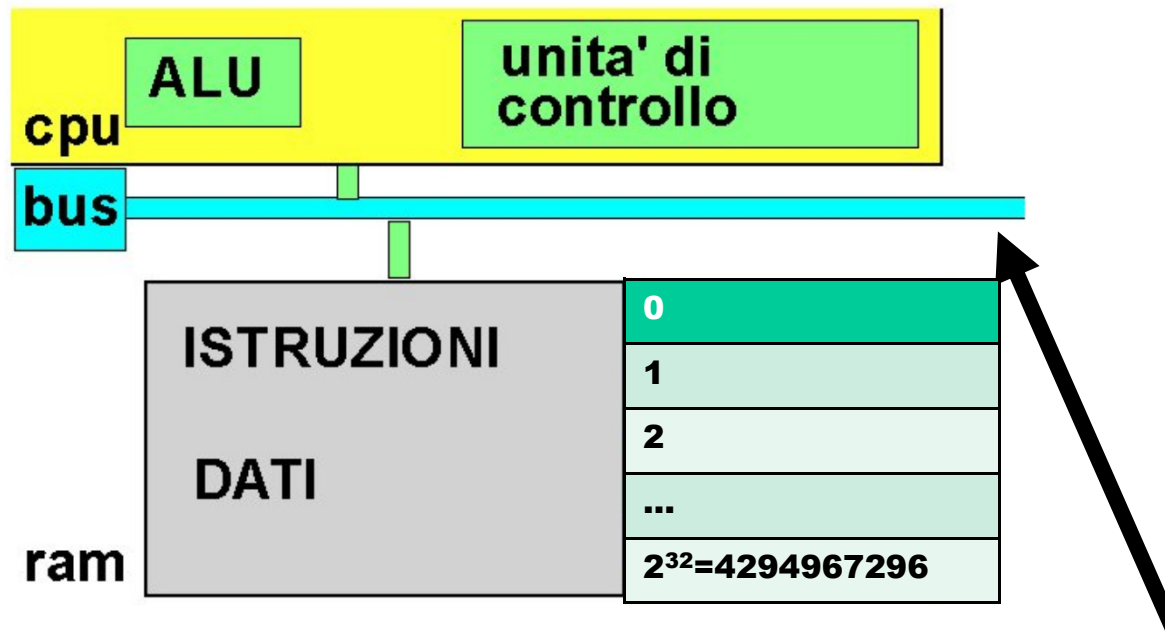 ALU
unita' di
controllo
cpu
bus
ISTRUZIONI
DATI
ram
0
1
2
...
2³²=4294967296